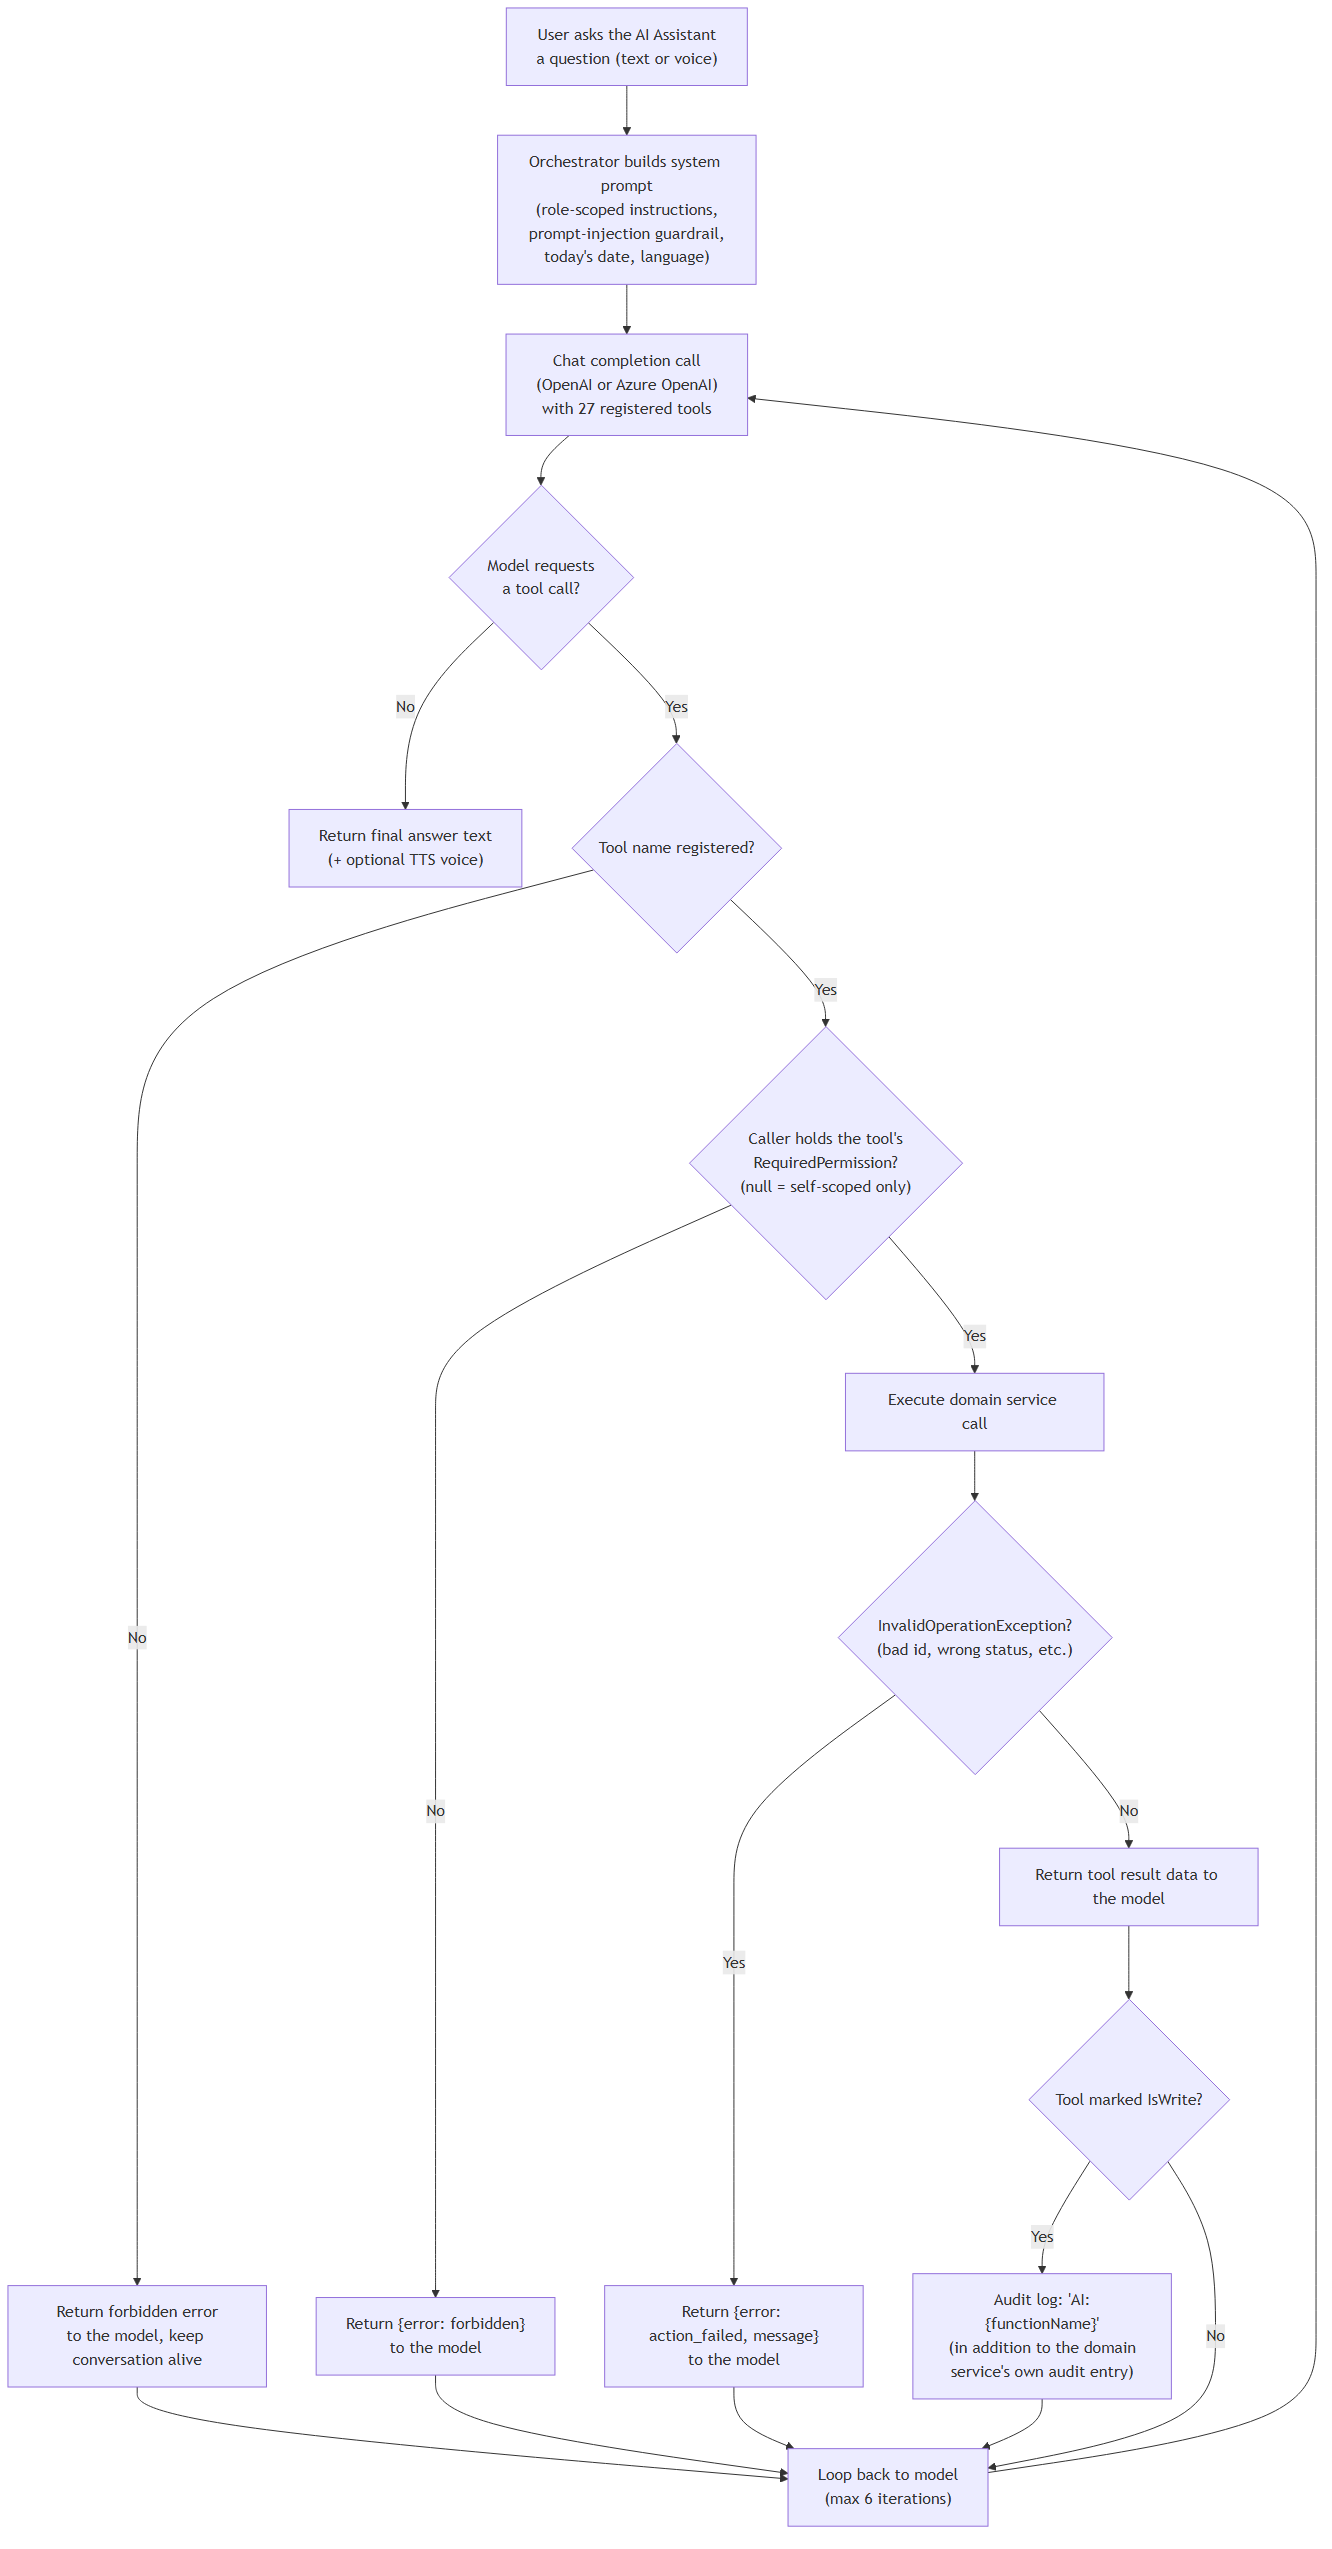 User asks the AI Assistant
a question (text or voice)
Orchestrator builds system
prompt
(role-scoped instructions,
prompt-injection guardrail,
today's date, language)
Chat completion call
(OpenAI or Azure OpenAI)
with 27 registered tools
Model requests
a tool call?
No
Yes
Return final answer text
(+ optional TTS voice)
Tool name registered?
Yes
Caller holds the tool's
RequiredPermission?
(null = self-scoped only)
Yes
Execute domain service
call
InvalidOperationException?
(bad id, wrong status, etc.)
No
No
No
Return tool result data to
the model
Yes
Tool marked IsWrite?
Yes
No
Return forbidden error
to the model, keep
conversation alive
Return {error: forbidden}
to the model
Return {error:
action_failed, message}
to the model
Audit log: 'AI:
{functionName}'
(in addition to the domain
service's own audit entry)
Loop back to model
(max 6 iterations)